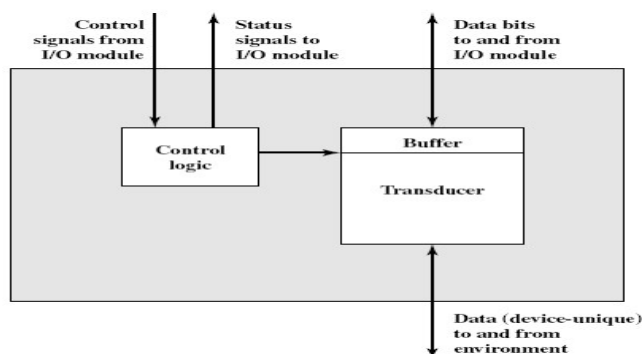 Control
signals from
I/O module
Status
signals to
I/O module
Data bits
to and from
I/O module
Control
logic
Buffer
Transducer
Data (device-unique)
to and from
environment